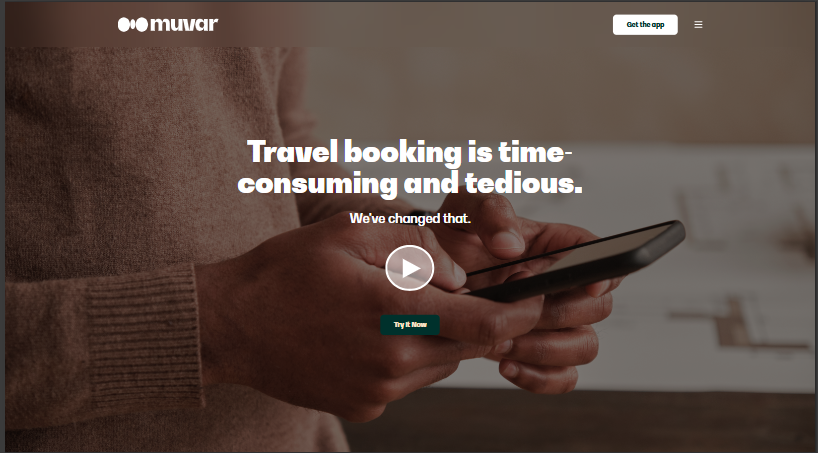 muvar
Get the app
Travel booking is time-
consuming and tedious.
We've changed that.
Try It Now